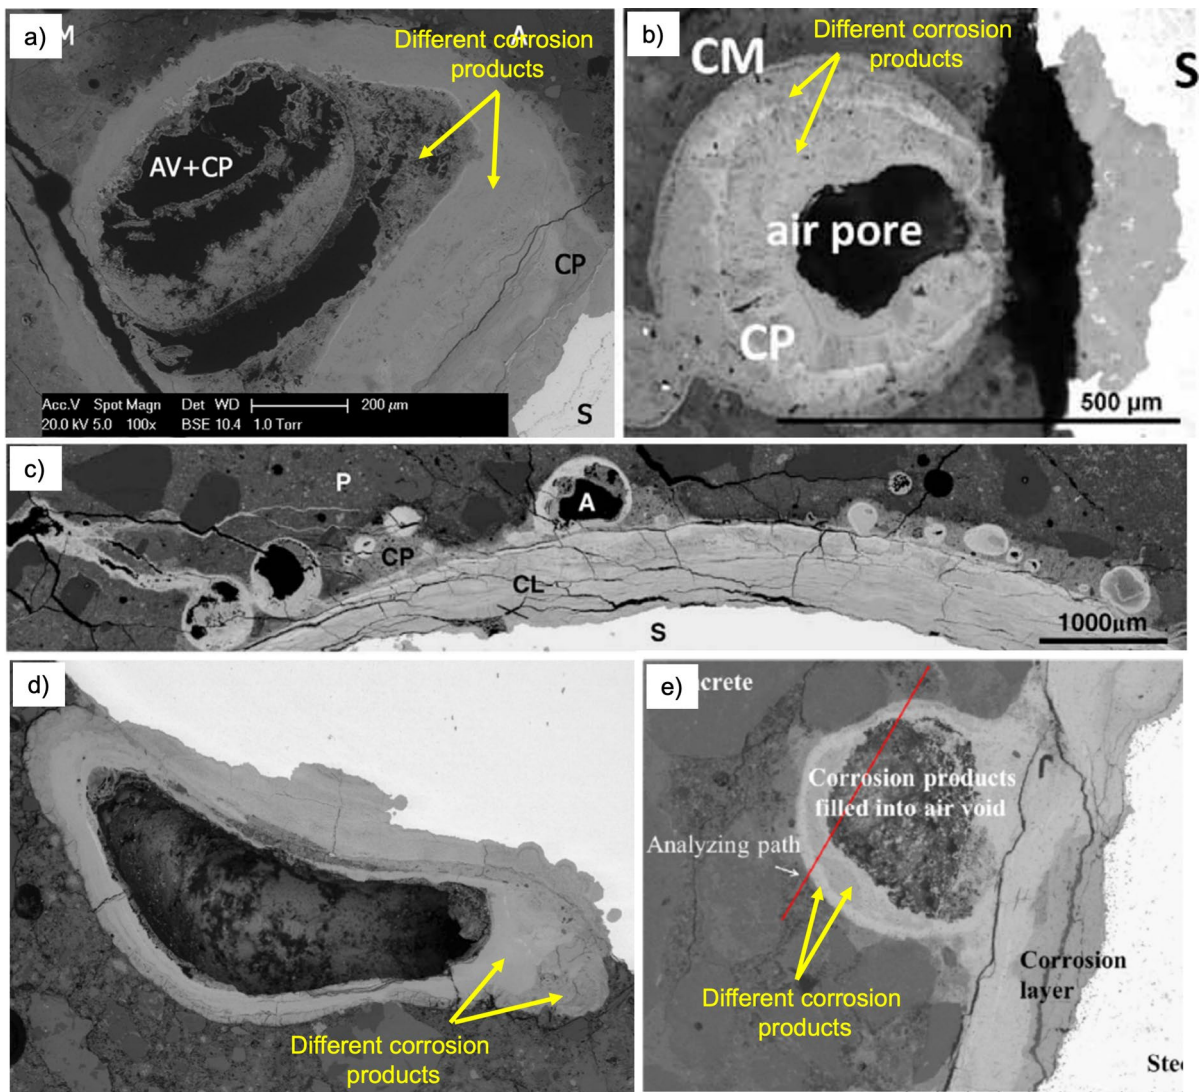 a)
M
A
Different corrosion
products
AV+CP
CP
S
Acc.V Spot Magn Det WD 200 µm
20.0 kV 5.0 100x BSE 10.4 1.0 Torr
b)
CM
Different corrosion
products
S
air pore
CP
500 µm
c)
P
A
CP
CL
S
1000µm
d)
Different corrosion
products
e)
crete
Corrosion products
filled into air void
Analyzing path
Different corrosion
products
Corrosion
layer
Stee